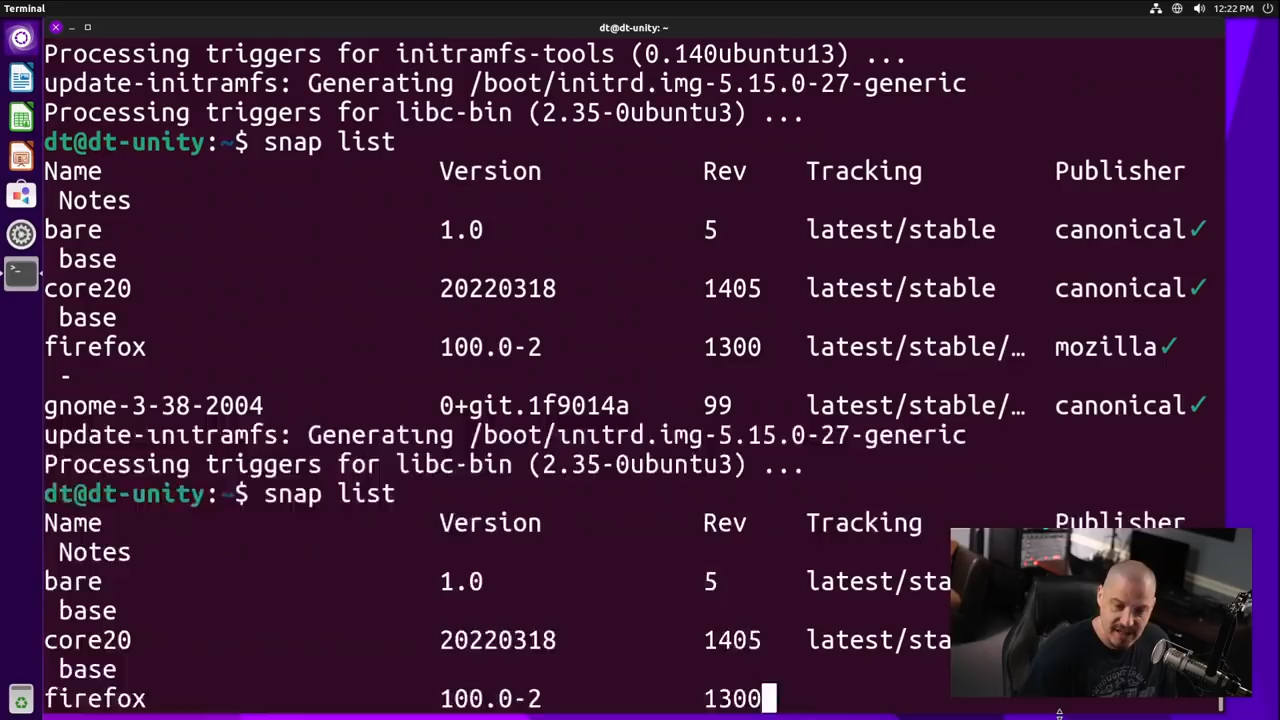 Terminal
12:22 PM
dt@dt-unity: ~
Processing triggers for initramfs-tools (0.140ubuntu13) ...
update-initramfs: Generating /boot/initrd.img-5.15.0-27-generic
Processing triggers for libc-bin (2.35-0ubuntu3) ...
dt@dt-unity:~$ snap list
Name Version Rev Tracking Publisher
Notes
bare 1.0 5 latest/stable canonical✓
base
core20 20220318 1405 latest/stable canonical✓
base
firefox 100.0-2 1300 latest/stable/… mozilla✓
-
gnome-3-38-2004 0+git.1f9014a 99 latest/stable/… canonical✓
update-initramfs: Generating /boot/initrd.img-5.15.0-27-generic
Processing triggers for libc-bin (2.35-0ubuntu3) ...
dt@dt-unity:~$ snap list
Name Version Rev Tracking Publisher
Notes
bare 1.0 5 latest/sta
base
core20 20220318 1405 latest/sta
base
firefox 100.0-2 1300